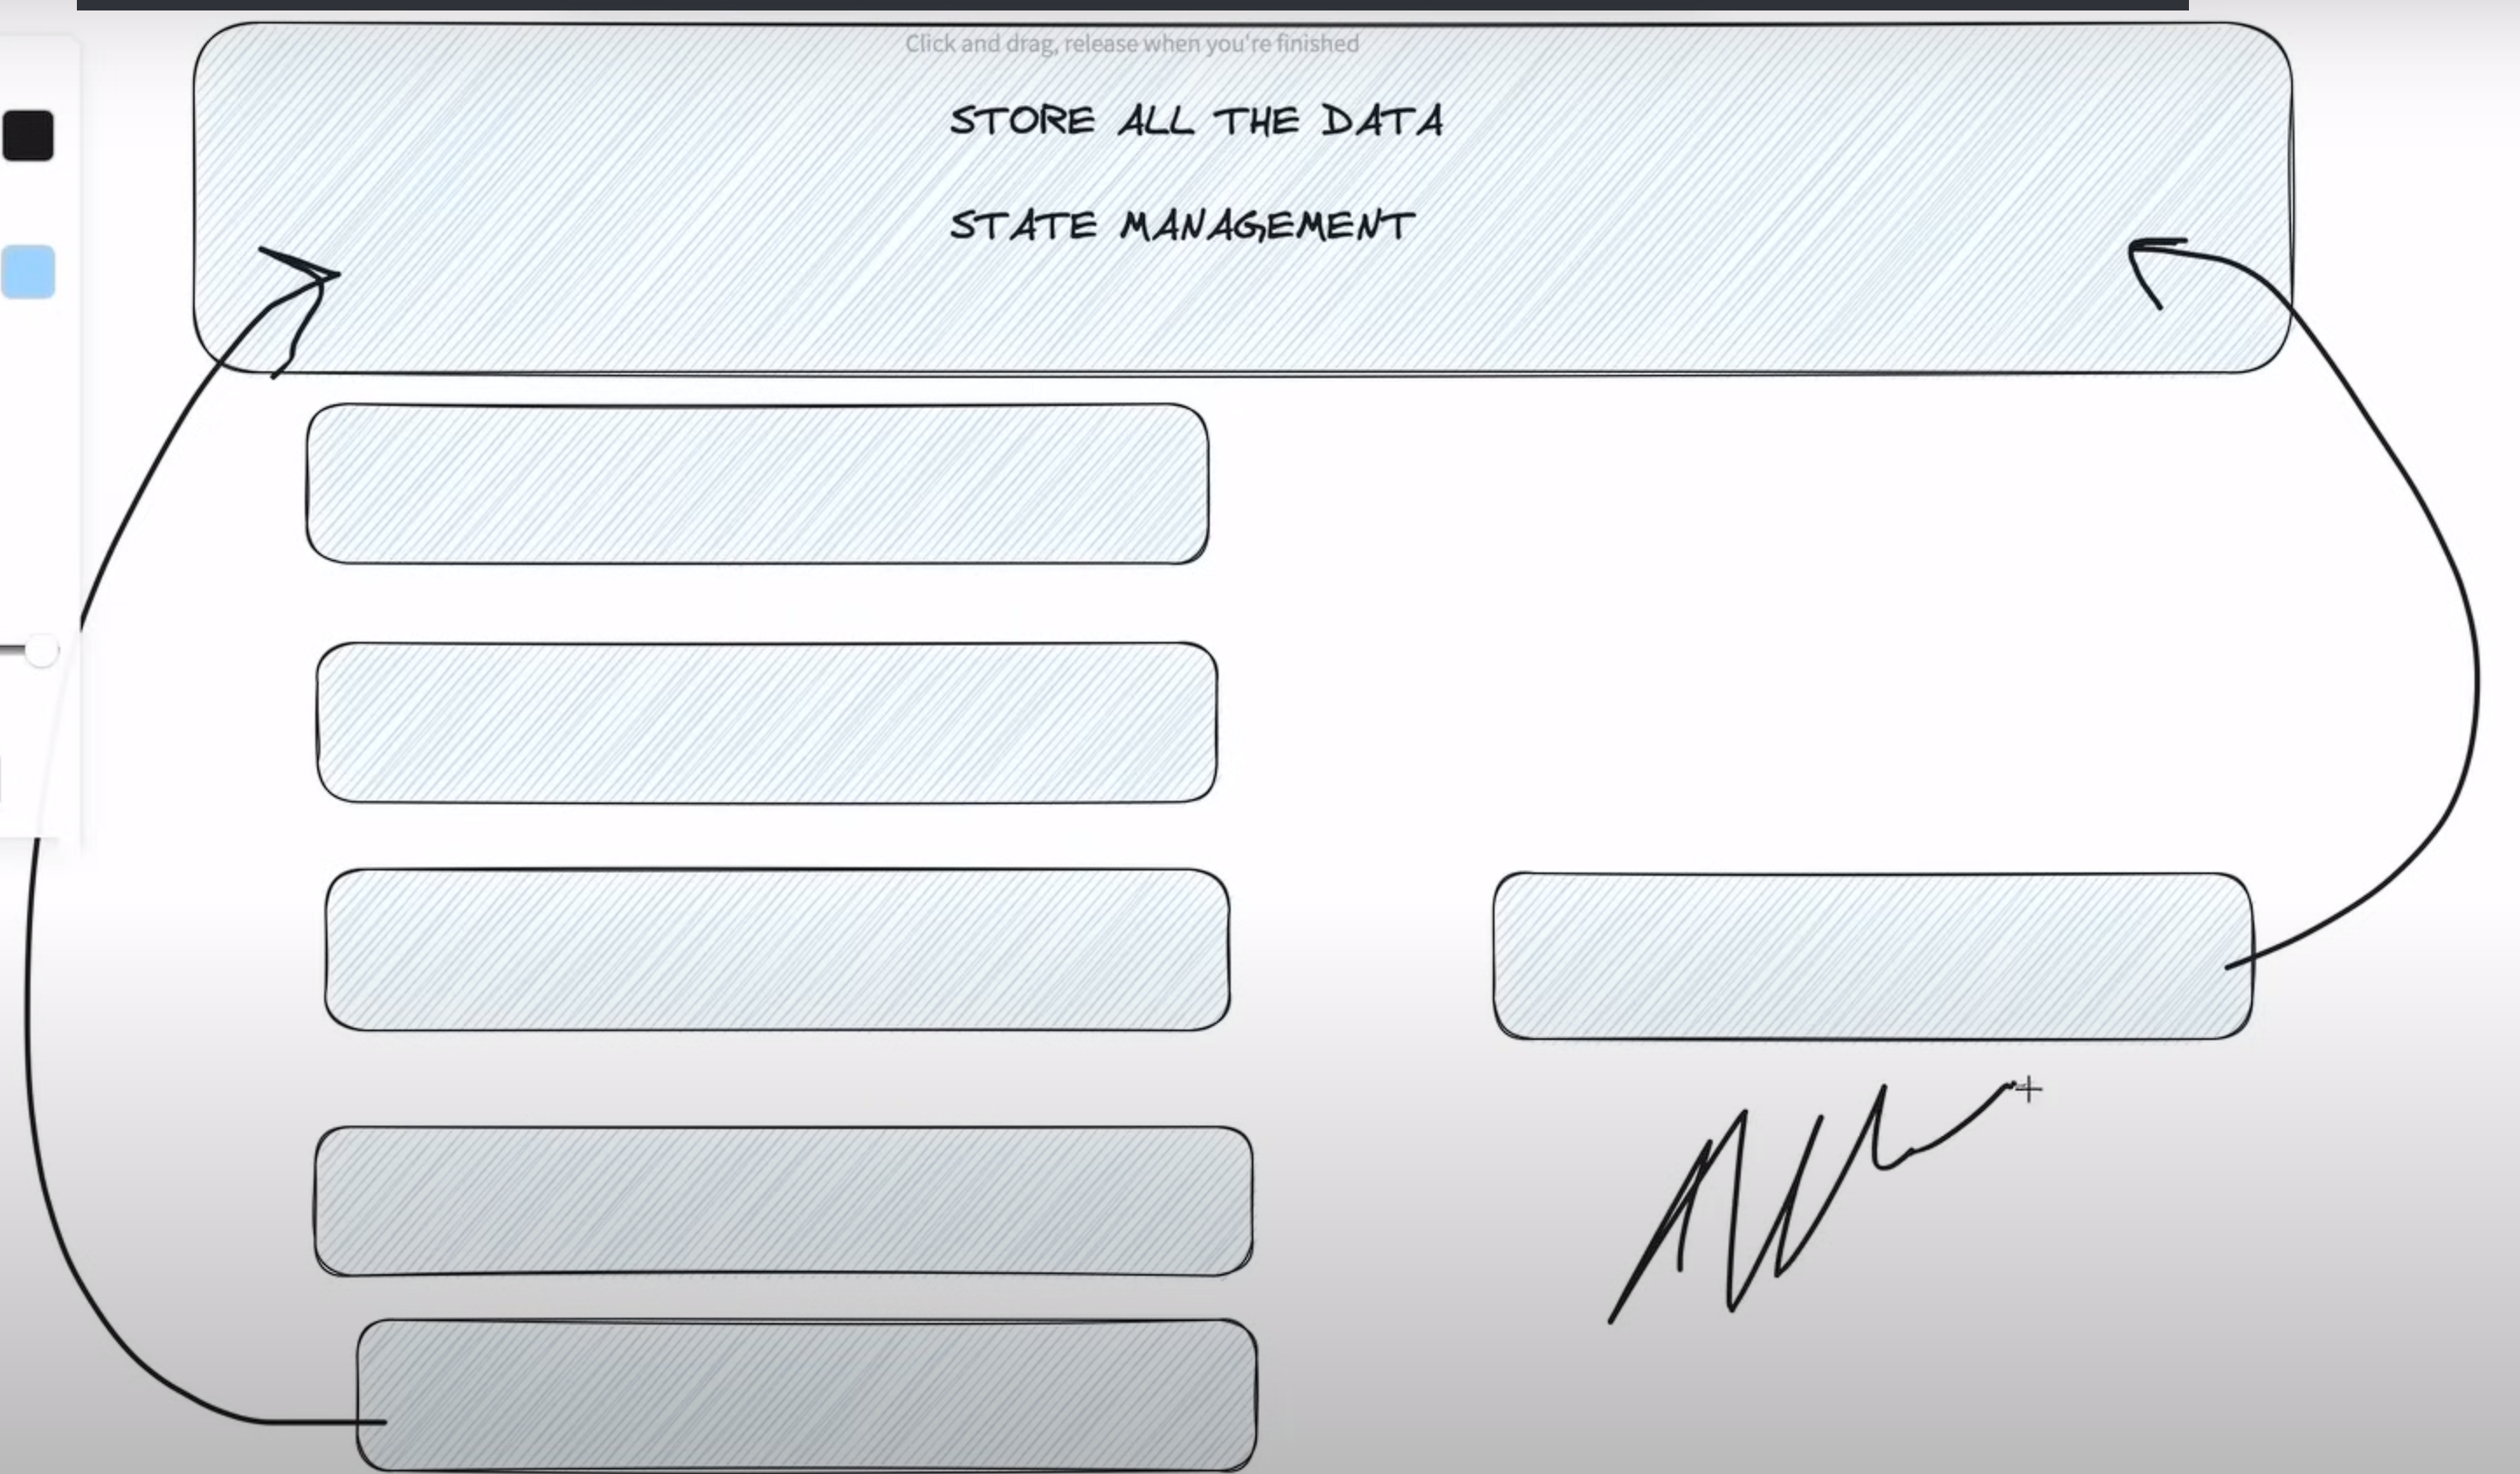 Click and drag, release when you're finished
STORE ALL THE DATA
STATE MANAGEMENT